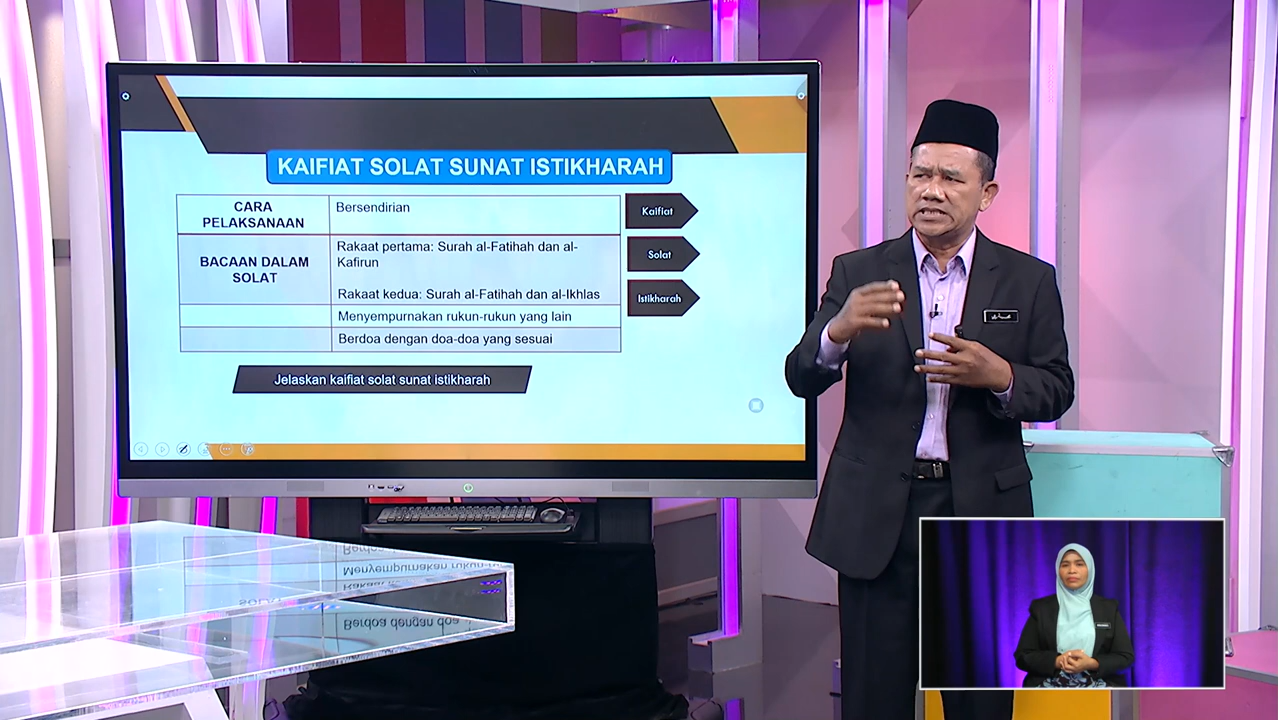 KAIFIAT SOLAT SUNAT ISTIKHARAH
CARA
PELAKSANAAN
Bersendirian
BACAAN DALAM
SOLAT
Rakaat pertama: Surah al-Fatihah dan al-
Kafirun
Rakaat kedua: Surah al-Fatihah dan al-Ikhlas
Menyempurnakan rukun-rukun yang lain
Berdoa dengan doa-doa yang sesuai
Kaifiat
Solat
Istikharah
Jelaskan kaifiat solat sunat istikharah